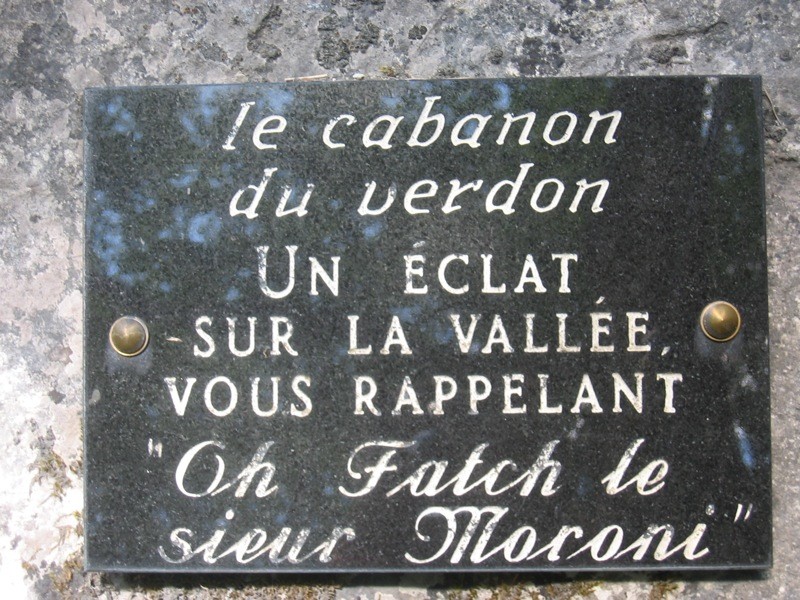 le cabanon
du verdon
UN ÉCLAT
-SUR LA VALLÉE,
VOUS RAPPELANT
"Oh Fatch le
sieur Moroni"